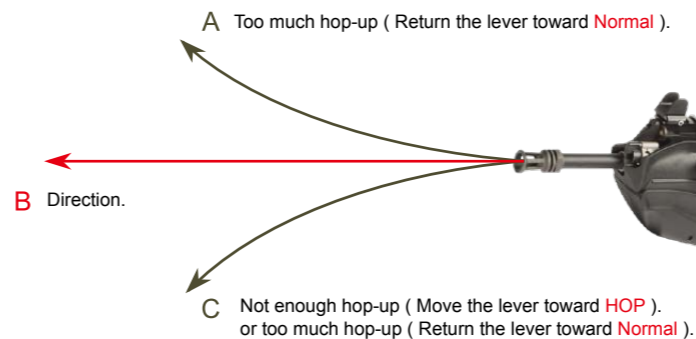 A Too much hop-up ( Return the lever toward Normal ).
B Direction.
C Not enough hop-up ( Move the lever toward HOP ).
or too much hop-up ( Return the lever toward Normal ).